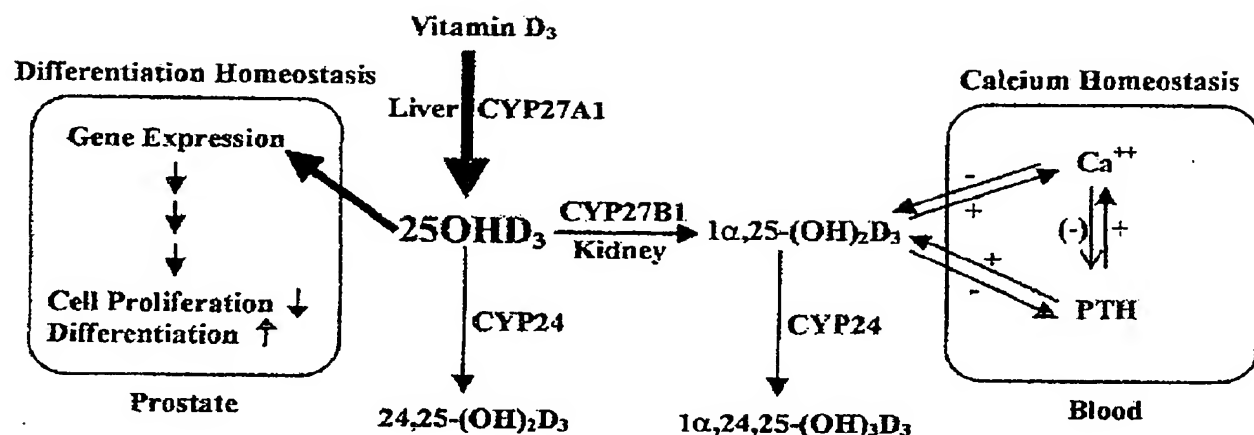 Vitamin D₃
Differentiation Homeostasis
Calcium Homeostasis
Liver CYP27A1
Gene Expression
Ca⁺⁺
-
+
25OHD₃
CYP27B1
Kidney
1α,25-(OH)₂D₃
(-)
+
+
-
PTH
Cell Proliferation ↓
Differentiation ↑
CYP24
CYP24
Prostate
24,25-(OH)₂D₃
1α,24,25-(OH)₃D₃
Blood